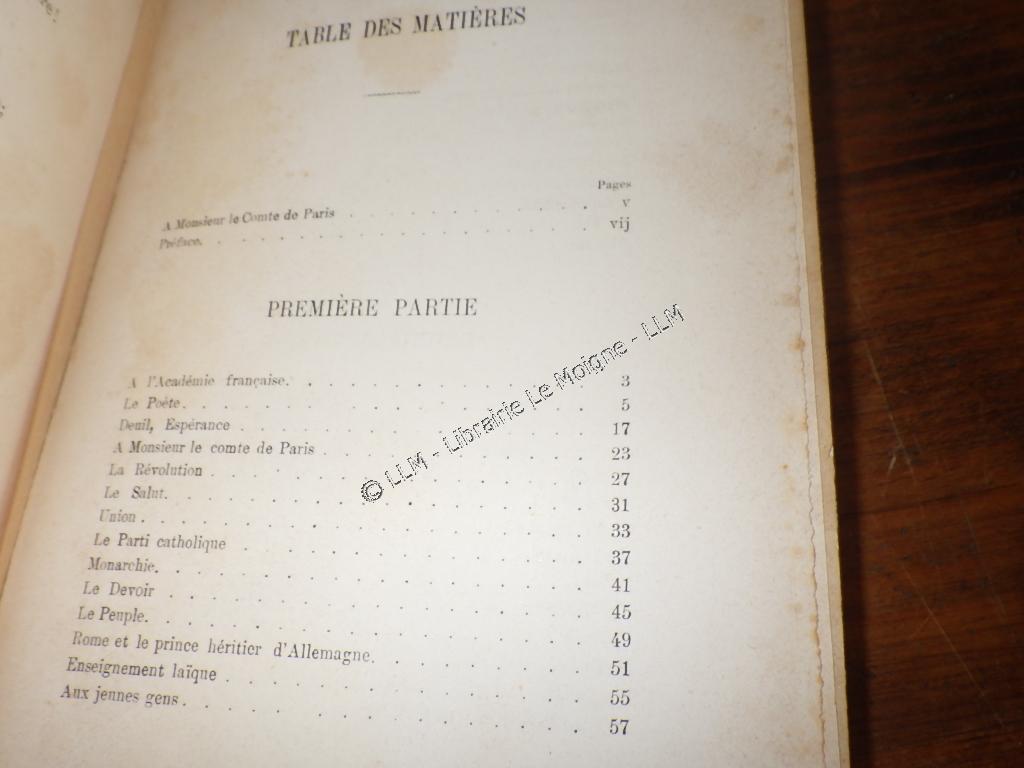 TABLE DES MATIÈRES
Pages
A Monsieur le Comte de Paris . . . . . . . . . . . v
Préface. . . . . . . . . . . . . . . . . . vij
PREMIÈRE PARTIE
A l'Académie française. . . . . . . . . . . . . 3
Le Poète. . . . . . . . . . . . . . . . . 5
Deuil, Espérance . . . . . . . . . . . . . . 17
A Monsieur le comte de Paris . . . . . . . . . . 23
La Révolution . . . . . . . . . . . . . . . 27
Le Salut. . . . . . . . . . . . . . . . . 31
Union . . . . . . . . . . . . . . . . . . 33
Le Parti catholique . . . . . . . . . . . . . 37
Monarchie. . . . . . . . . . . . . . . . . 41
Le Devoir . . . . . . . . . . . . . . . . 45
Le Peuple. . . . . . . . . . . . . . . . . 49
Rome et le prince héritier d'Allemagne. . . . . . . . 51
Enseignement laïque . . . . . . . . . . . . . 55
Aux jeunes gens . . . . . . . . . . . . . . . 57
© LLM - Librairie Le Moigne - LLM